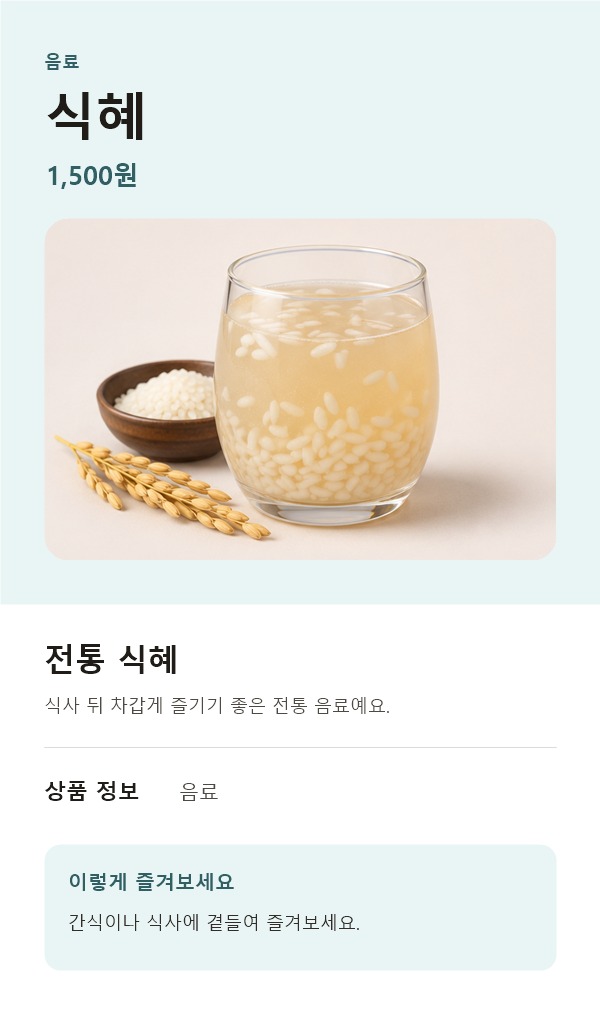 음료
식혜
1,500원
전통 식혜
식사 뒤 차갑게 즐기기 좋은 전통 음료예요.
상품 정보 음료
이렇게 즐겨보세요
간식이나 식사에 곁들여 즐겨보세요.